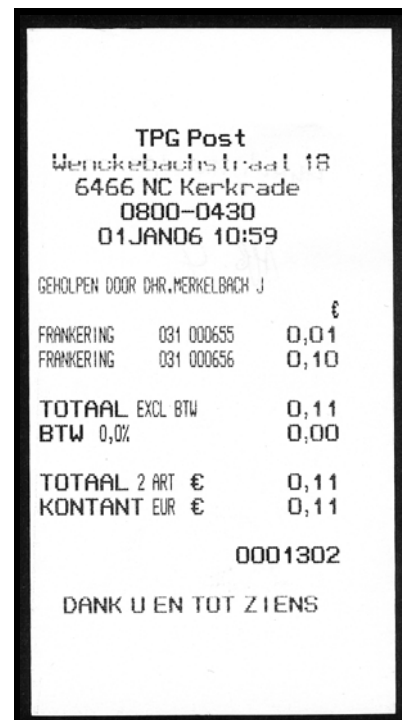 TPG Post
Wenckebachstraat 18
6466 NC Kerkrade
0800-0430
01JAN06 10:59
GEHOLPEN DOOR DHR.MERKELBACH J
€
FRANKERING 031 000655 0,01
FRANKERING 031 000656 0,10
TOTAAL EXCL BTW 0,11
BTW 0,0% 0,00
TOTAAL 2 ART € 0,11
KONTANT EUR € 0,11
0001302
DANK U EN TOT ZIENS